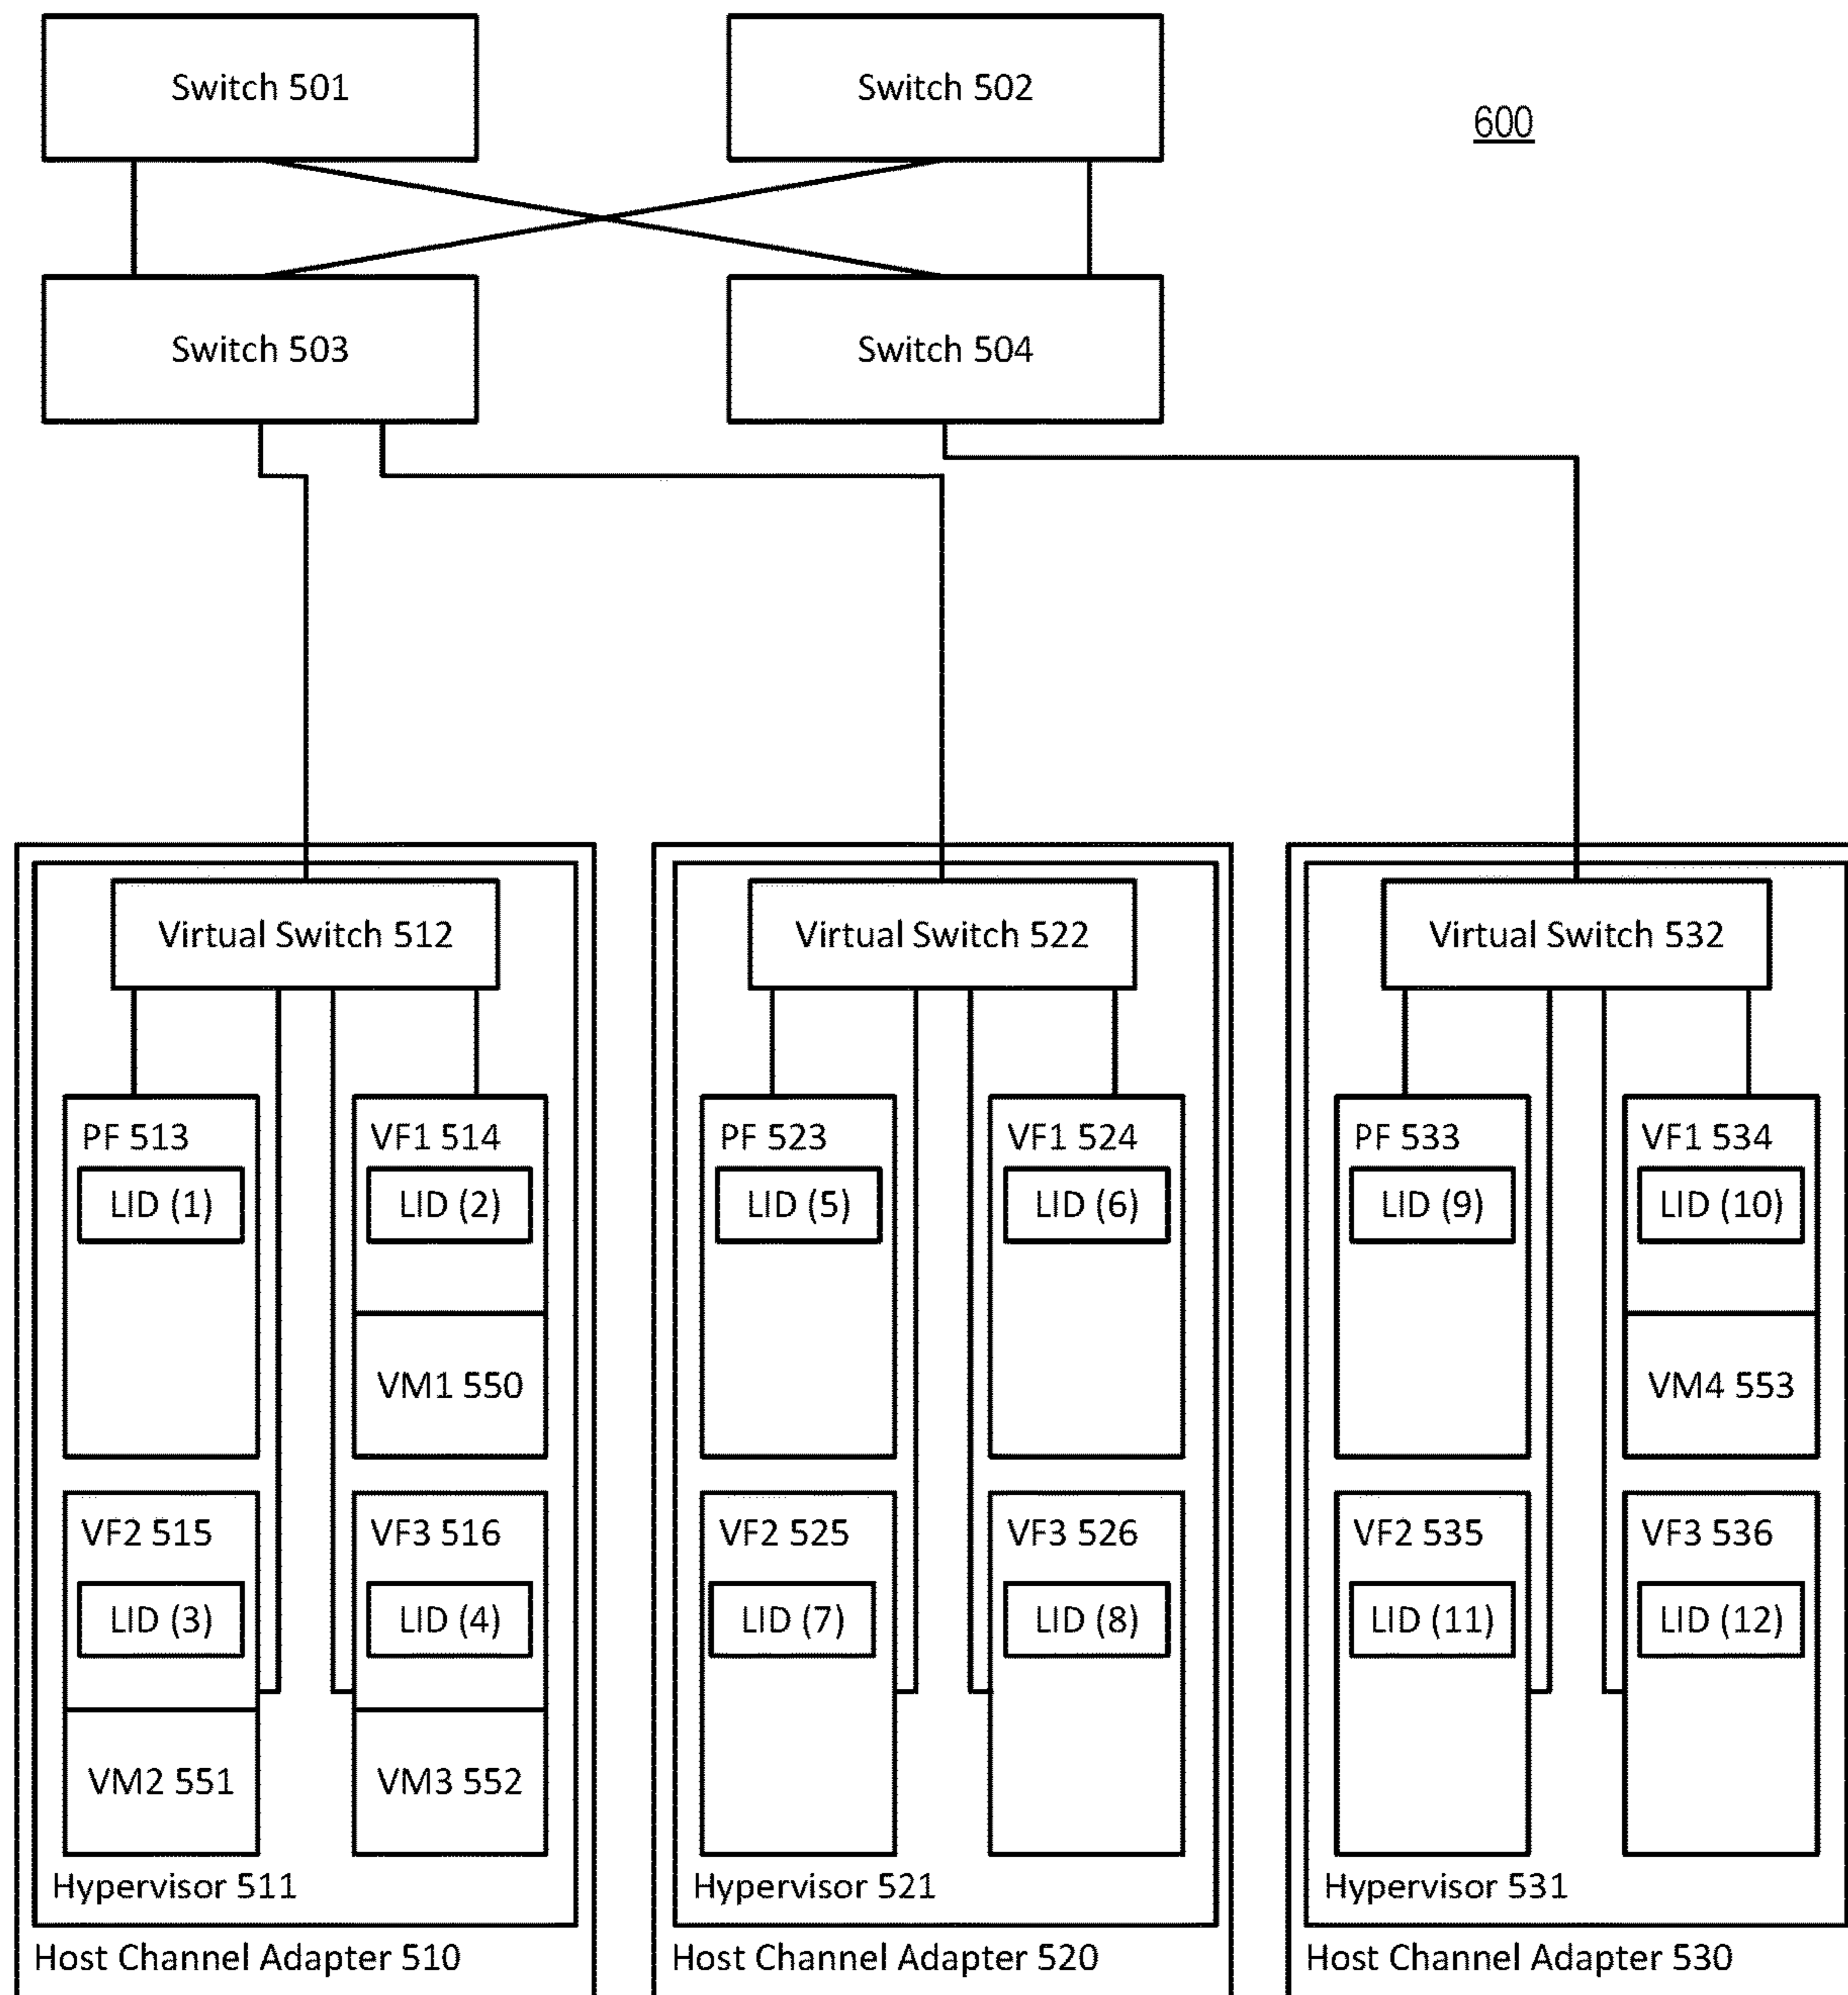 Switch 501
Switch 502
600
Switch 503
Switch 504
Virtual Switch 512
Virtual Switch 522
Virtual Switch 532
PF 513
LID (1)
VF1 514
LID (2)
VM1 550
VF2 515
LID (3)
VM2 551
VF3 516
LID (4)
VM3 552
Hypervisor 511
Host Channel Adapter 510
PF 523
LID (5)
VF1 524
LID (6)
VF2 525
LID (7)
VF3 526
LID (8)
Hypervisor 521
Host Channel Adapter 520
PF 533
LID (9)
VF1 534
LID (10)
VM4 553
VF2 535
LID (11)
VF3 536
LID (12)
Hypervisor 531
Host Channel Adapter 530